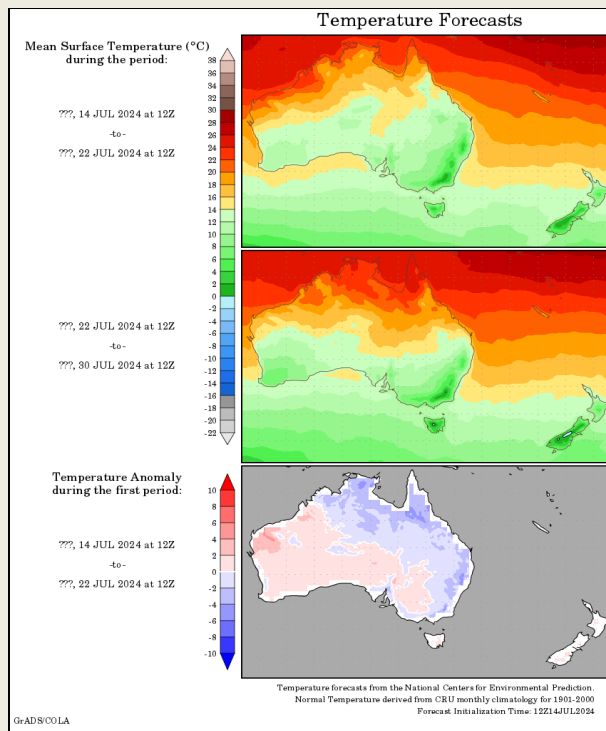 Temperature Forecasts
Mean Surface Temperature (°C)
during the period:
38
36
34
32
30
28
26
24
22
20
18
16
14
12
10
8
6
4
2
0
-2
-4
-6
-8
-10
-12
-14
-16
-18
-20
-22
???, 14 JUL 2024 at 12Z
-to-
???, 22 JUL 2024 at 12Z
???, 22 JUL 2024 at 12Z
-to-
???, 30 JUL 2024 at 12Z
Temperature Anomaly
during the first period:
10
8
6
4
2
0
-2
-4
-6
-8
-10
???, 14 JUL 2024 at 12Z
-to-
???, 22 JUL 2024 at 12Z
Temperature forecasts from the National Centers for Environmental Prediction.
Normal Temperature derived from CRU monthly climatology for 1901-2000
Forecast Initialization Time: 12Z14JUL2024
GrADS/COLA